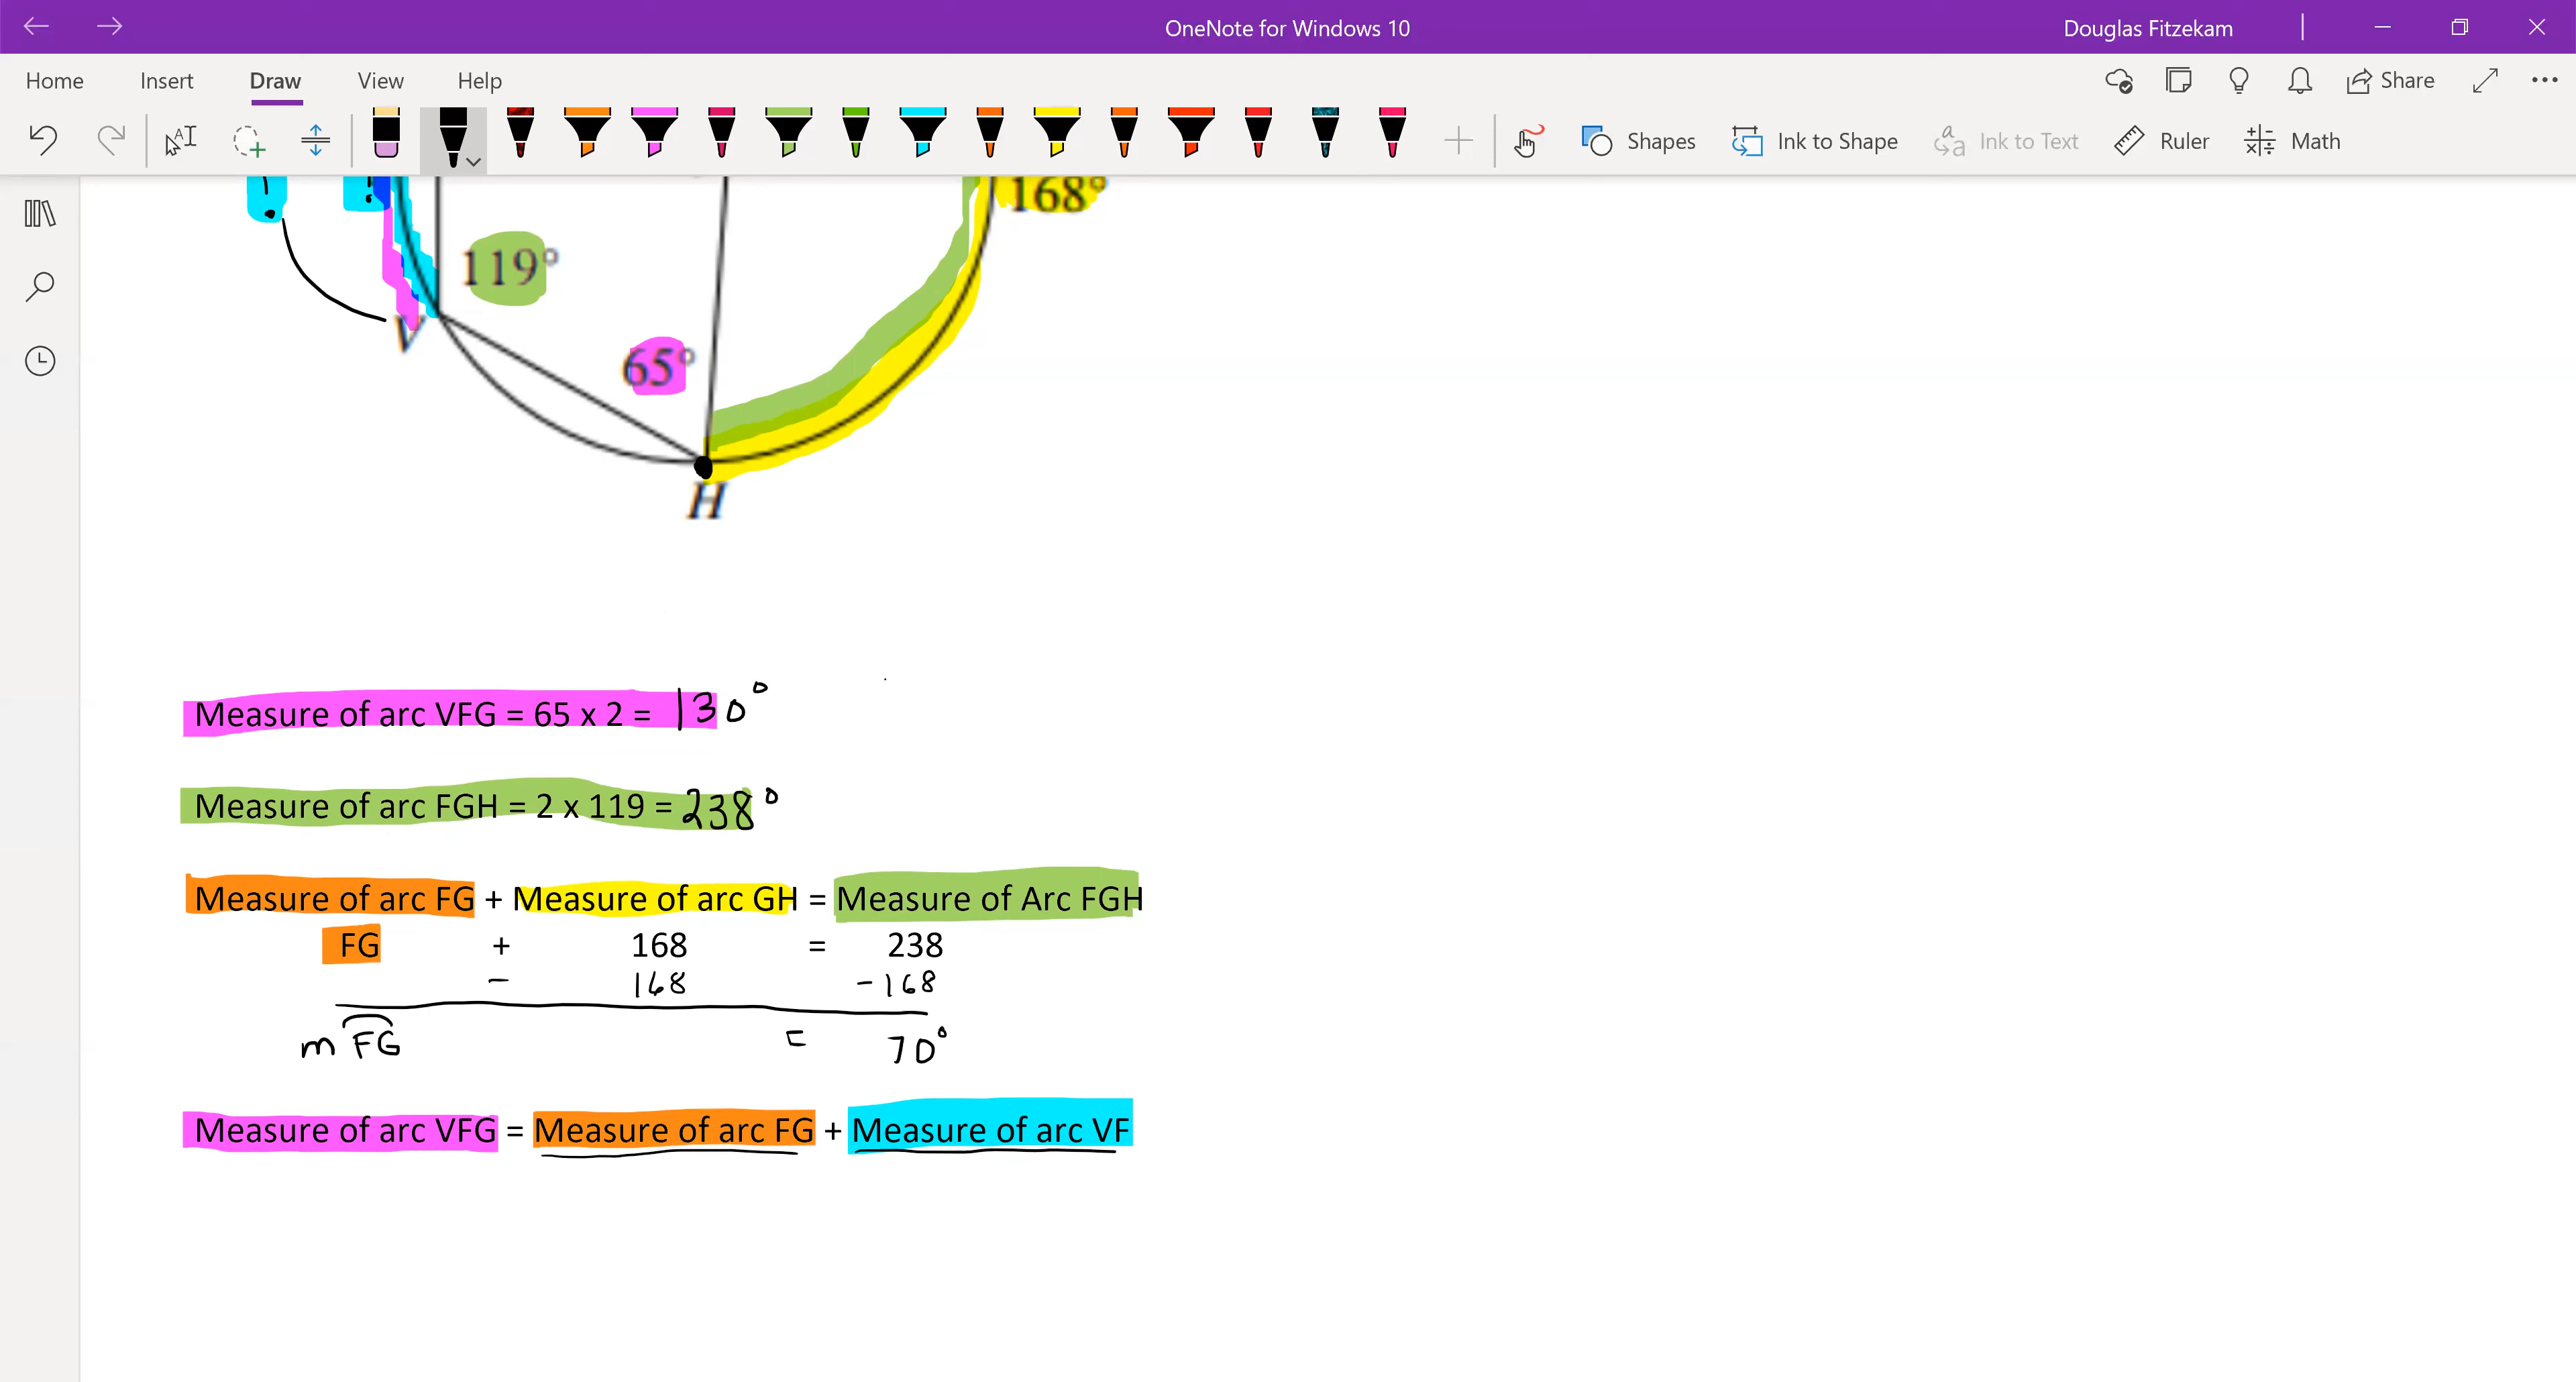 OneNote for Windows 10
Douglas Fitzekam
Home Insert Draw View Help
Share
Shapes Ink to Shape Ink to Text Ruler Math
168°
119°
V
65°
H
Measure of arc VFG = 65 x 2 = 130°
Measure of arc FGH = 2 x 119 = 238°
Measure of arc FG + Measure of arc GH = Measure of Arc FGH
FG + 168 = 238
- 168 -168
m FG = 70°
Measure of arc VFG = Measure of arc FG + Measure of arc VF